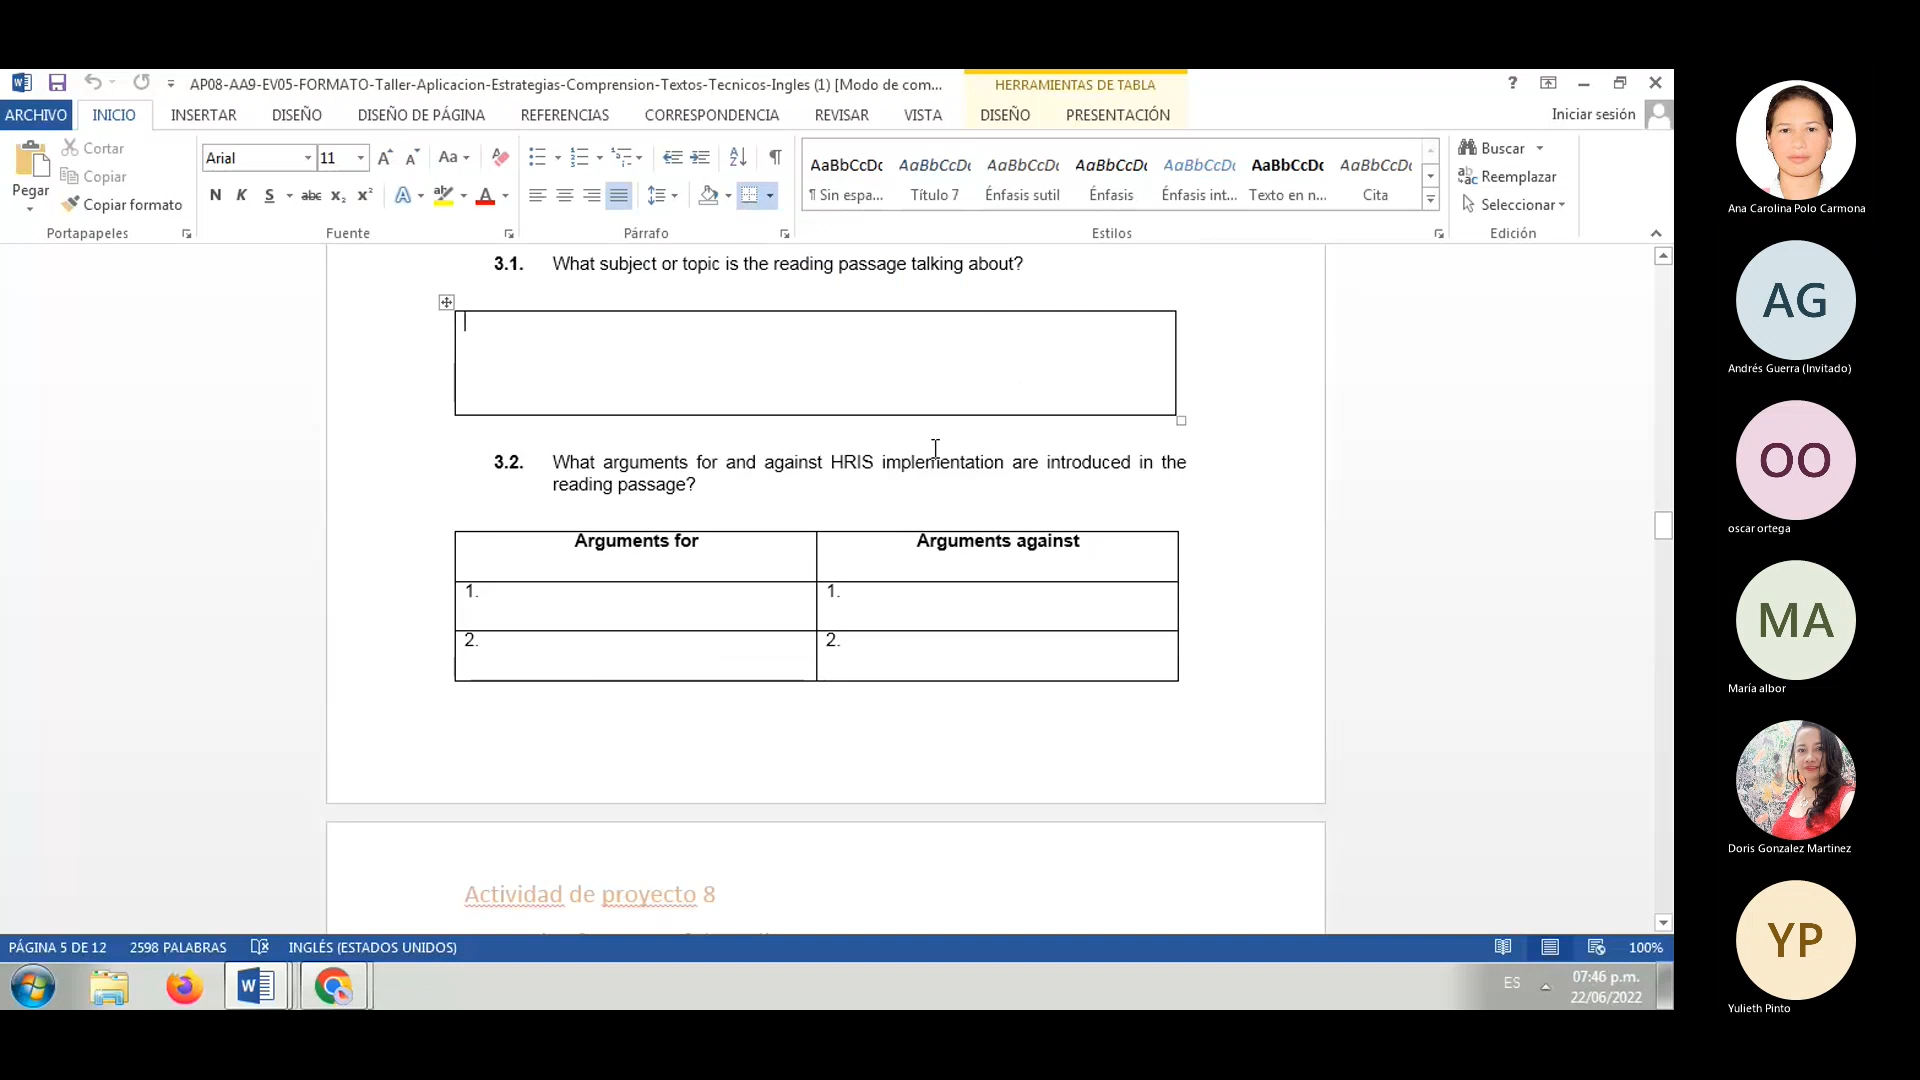 AP08-AA9-EV05-FORMATO-Taller-Aplicacion-Estrategias-Comprension-Textos-Tecnicos-Ingles (1) [Modo de com...
HERRAMIENTAS DE TABLA
?
ARCHIVO INICIO INSERTAR DISEÑO DISEÑO DE PÁGINA REFERENCIAS CORRESPONDENCIA REVISAR VISTA DISEÑO PRESENTACIÓN Iniciar sesión
Pegar
Cortar
Copiar
Copiar formato
Portapapeles
Arial 11
N K S abc x₂ x²
Fuente
Párrafo
AaBbCcDc AaBbCcDc AaBbCcDc AaBbCcDc AaBbCcDc AaBbCcDc AaBbCcDc
¶ Sin espa... Título 7 Énfasis sutil Énfasis Énfasis int... Texto en n... Cita
Estilos
Buscar
Reemplazar
Seleccionar
Edición
3.1. What subject or topic is the reading passage talking about?
3.2. What arguments for and against HRIS implementation are introduced in the
reading passage?
Arguments for Arguments against
1. 1.
2. 2.
Actividad de proyecto 8
PÁGINA 5 DE 12 2598 PALABRAS INGLÉS (ESTADOS UNIDOS) 100%
ES
07:46 p.m.
22/06/2022
Ana Carolina Polo Carmona
AG
Andrés Guerra (Invitado)
OO
oscar ortega
MA
María albor
Doris Gonzalez Martinez
YP
Yulieth Pinto